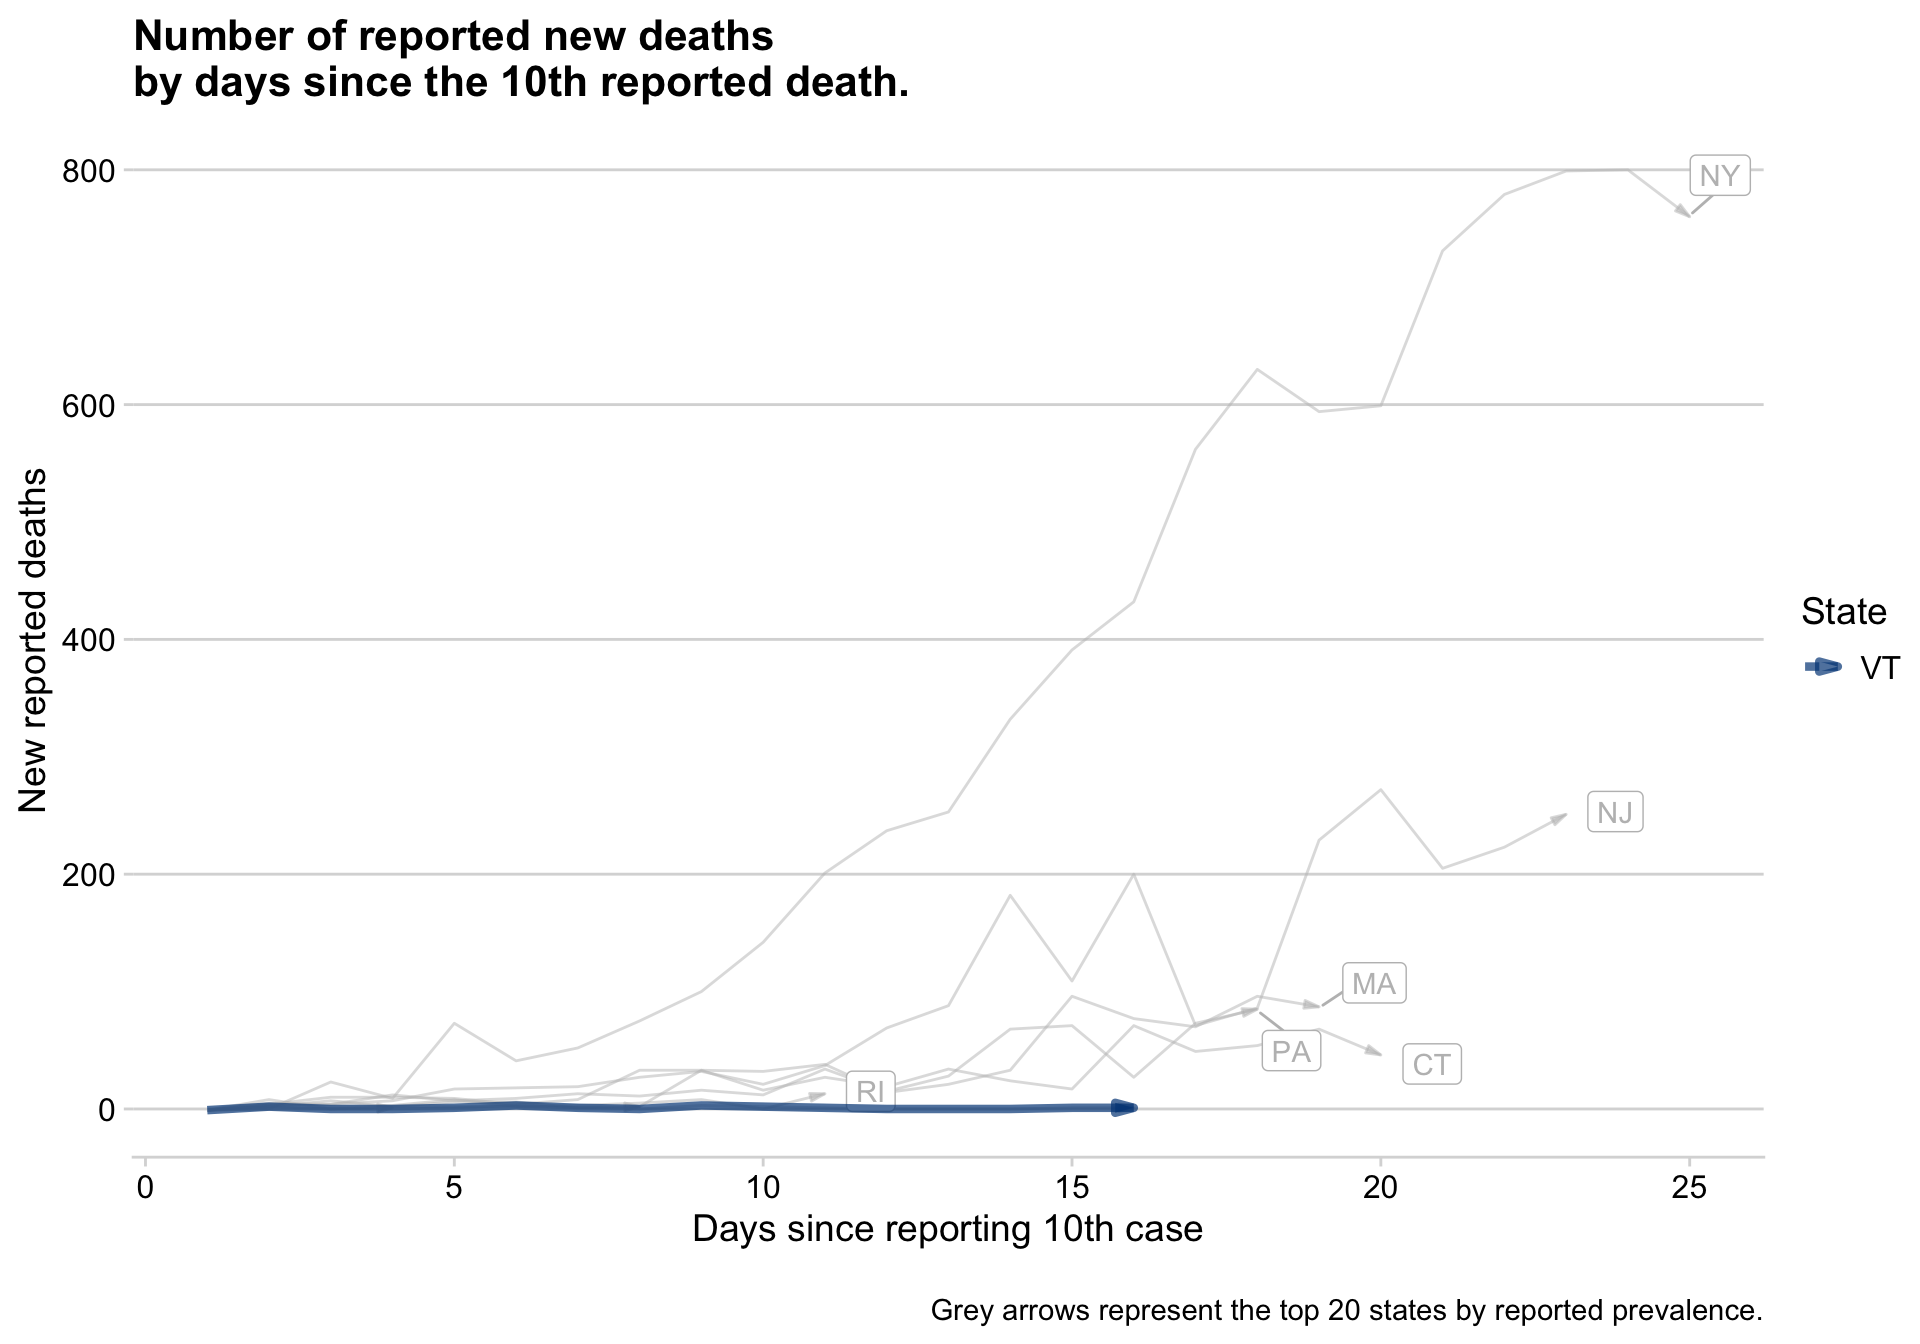 Number of reported new deaths
by days since the 10th reported death.
New reported deaths
800
600
400
200
0
NY
NJ
MA
PA
CT
RI
State
VT
0 5 10 15 20 25
Days since reporting 10th case
Grey arrows represent the top 20 states by reported prevalence.